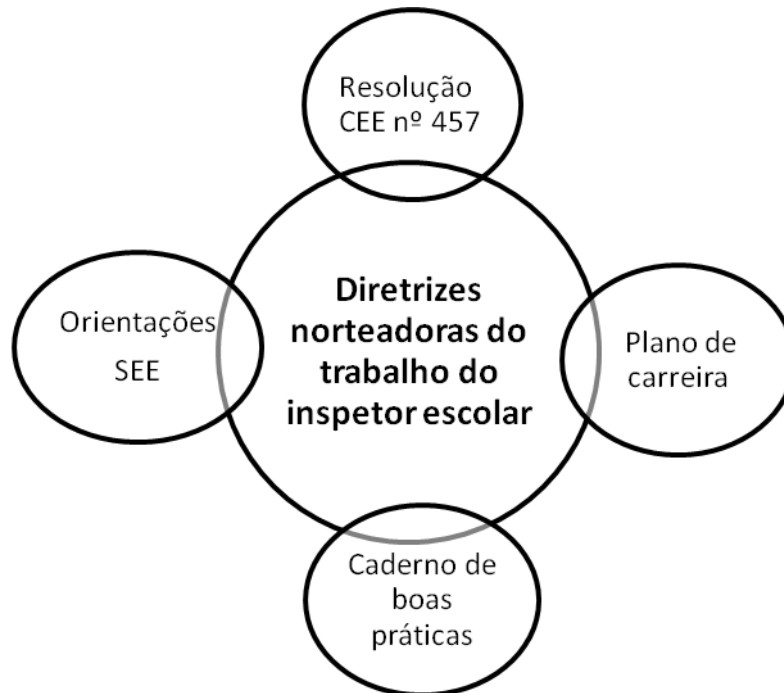 Resolução
CEE nº 457
Diretrizes
norteadoras do
trabalho do
inspetor escolar
Orientações
SEE
Plano de
carreira
Caderno de
boas
práticas